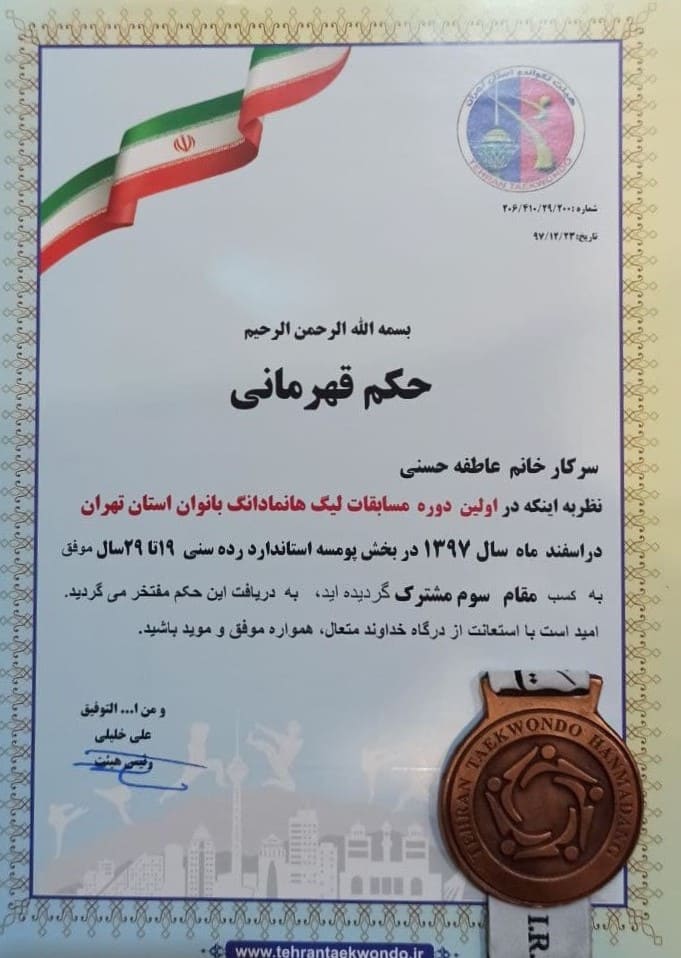 هیئت تکواندو استان تهران
TEHRAN TAEKWONDO
شماره: ۲۰۶/۴۱۰/۲۹/۲۰۰
تاریخ: ۹۷/۱۲/۲۳
بسمه الله الرحمن الرحیم
حکم قهرمانی
سرکار خانم عاطفه حسنی
نظربه اینکه در اولین دوره مسابقات لیگ هانمادانگ بانوان استان تهران
دراسفند ماه سال ۱۳۹۷ در بخش پومسه استاندارد رده سنی ۱۹تا ۲۹سال موفق
به کسب مقام سوم مشترک گردیده اید، به دریافت این حکم مفتخر می گردید.
امید است با استعانت از درگاه خداوند متعال، همواره موفق و موید باشید.
و من ا... التوفیق
علی خلیلی
رئیس هیئت
TEHRAN TAEKWONDO HANMADANG
I.R.
www.tehrantaekwondo.ir